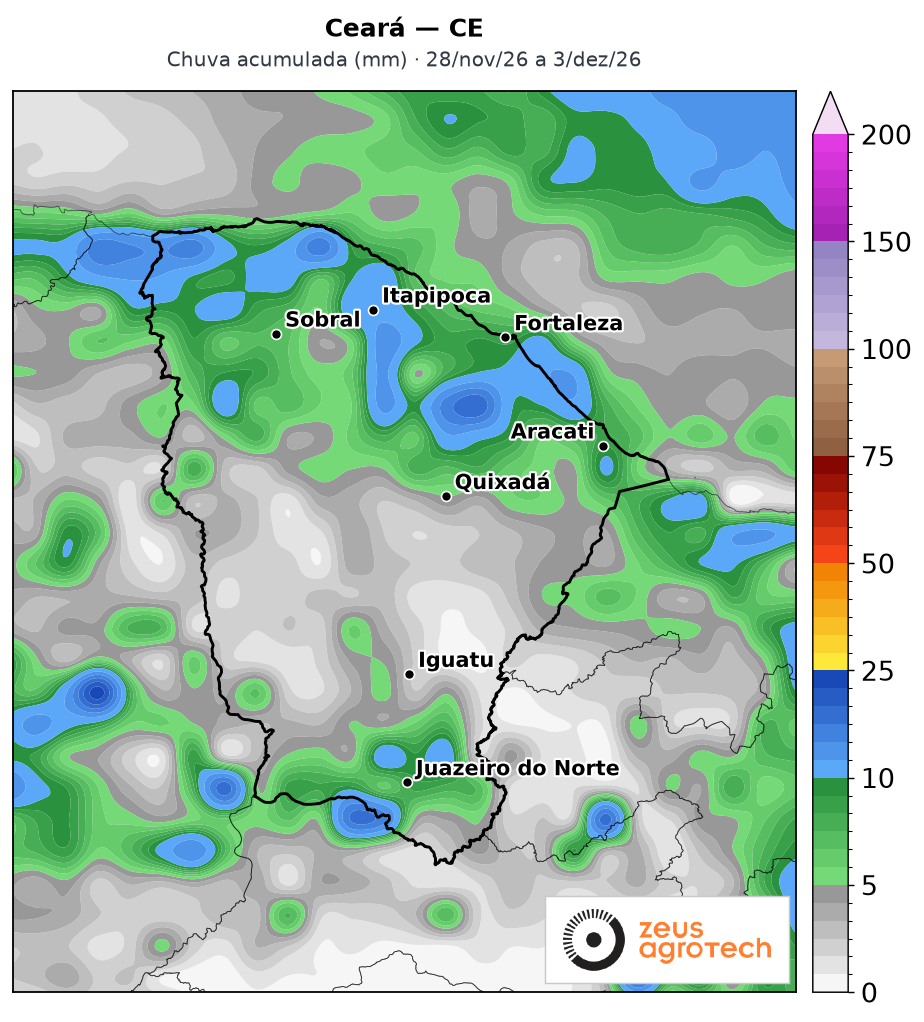 Ceará — CE
Chuva acumulada (mm) · 28/nov/26 a 3/dez/26
200
150
100
75
50
25
10
5
0
Itapipoca
Sobral
Fortaleza
Aracati
Quixadá
Iguatu
Juazeiro do Norte
zeus
agrotech